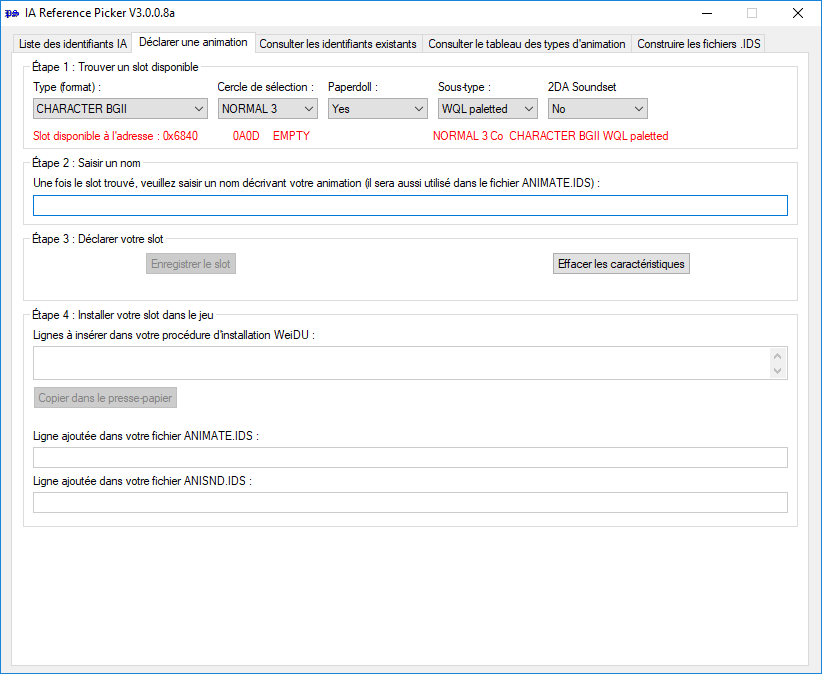 IA Reference Picker V3.0.0.8a
Liste des identifiants IA Déclarer une animation Consulter les identifiants existants Consulter le tableau des types d'animation Construire les fichiers .IDS
Étape 1 : Trouver un slot disponible
Type (format) : Cercle de sélection : Paperdoll : Sous-type : 2DA Soundset
CHARACTER BGII NORMAL 3 Yes WQL paletted No
Slot disponible à l'adresse : 0x6840 0A0D EMPTY NORMAL 3 Co CHARACTER BGII WQL paletted
Étape 2 : Saisir un nom
Une fois le slot trouvé, veuillez saisir un nom décrivant votre animation (il sera aussi utilisé dans le fichier ANIMATE.IDS) :
Étape 3 : Déclarer votre slot
Enregistrer le slot Effacer les caractéristiques
Étape 4 : Installer votre slot dans le jeu
Lignes à insérer dans votre procédure d'installation WeiDU :
Copier dans le presse-papier
Ligne ajoutée dans votre fichier ANIMATE.IDS :
Ligne ajoutée dans votre fichier ANISND.IDS :